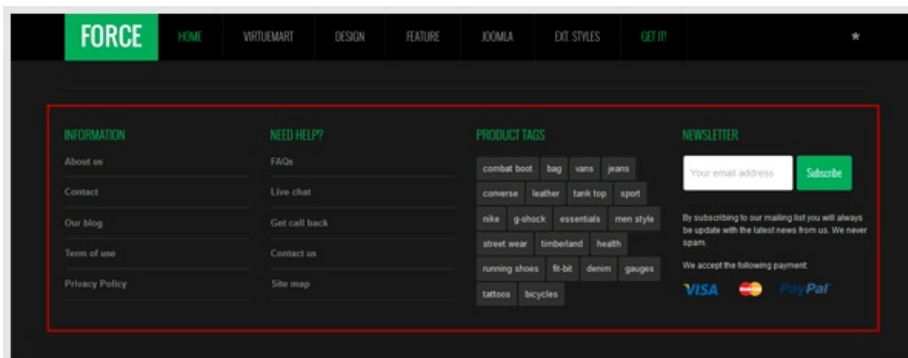 FORCE HOME VIRTUEMART DESIGN FEATURE JOOMLA EXT. STYLES GET IT!
INFORMATION
About us
Contact
Our blog
Term of use
Privacy Policy
NEED HELP?
FAQs
Live chat
Get call back
Contact us
Site map
PRODUCT TAGS
combat boot bag vans jeans
converse leather tank top sport
nike g-shock essentials men style
street wear timberland health
running shoes fit-bit denim gauges
tattoos bicycles
NEWSLETTER
Your email address Subscribe
By subscribing to our mailing list you will always
be update with the latest news from us. We never
spam.
We accept the following payment:
VISA MasterCard PayPal